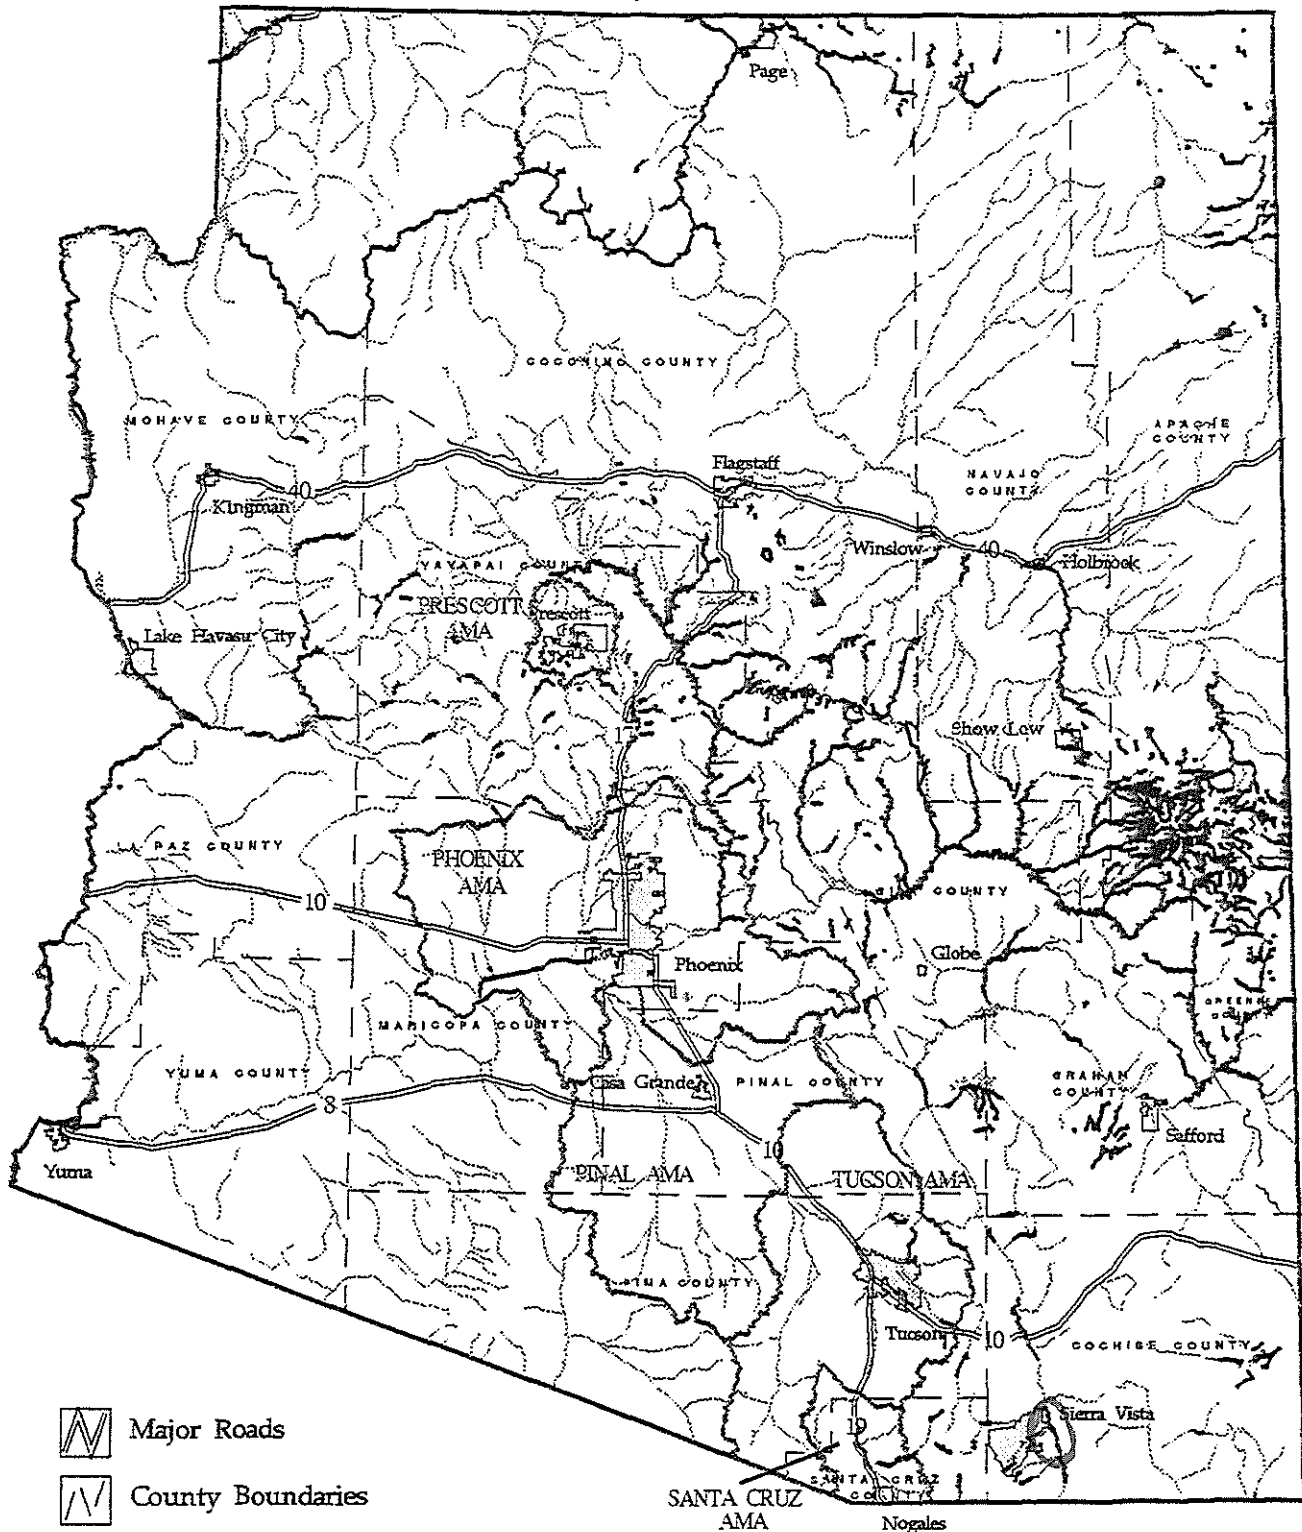 Page
COCONINO COUNTY
MOHAVE COUNTY
APACHE
COUNTY
Flagstaff
NAVAJO
COUNTY
Kingman
40
Winslow
40
Holbrook
YAVAPAI COUNTY
PRESCOTT
AMA
Prescott
Lake Havasu City
17
Show Low
LA PAZ COUNTY
PHOENIX
AMA
10
GILA COUNTY
Globe
Phoenix
MARICOPA COUNTY
GREENLEE
COUNTY
YUMA COUNTY
Casa Grande
PINAL COUNTY
GRAHAM
COUNTY
8
Safford
Yuma
10
PINAL AMA
TUCSON AMA
PIMA COUNTY
Tucson
10
COCHISE COUNTY
Sierra Vista
19
Major Roads
SANTA CRUZ
COUNTY
County Boundaries
SANTA CRUZ
AMA
Nogales